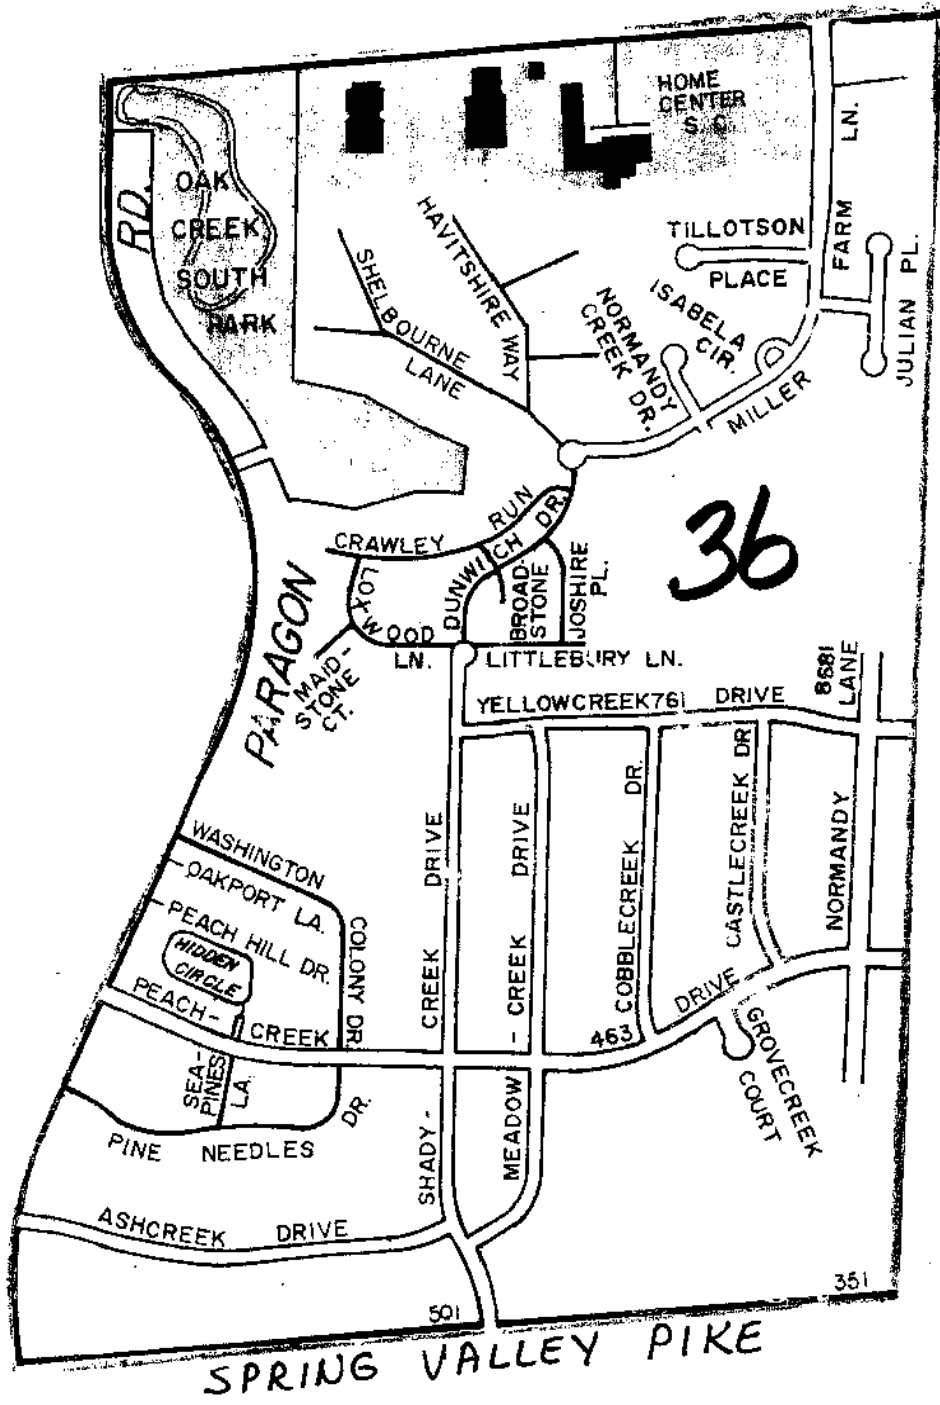 HOME
CENTER
S. C.
RD.
OAK
CREEK
SOUTH
PARK
FARM LN.
TILLOTSON
PLACE
JULIAN PL.
HAVITSHIRE WAY
SHELBOURNE
LANE
NORMANDY
CREEK DR.
ISABELA
CIR.
MILLER
36
CRAWLEY RUN
DUNWICH DR.
LOXWOOD
LN.
BROAD-
STONE
JOSHIRE
PL.
MAID-
STONE
CT.
LITTLEBURY LN.
PARAGON
YELLOWCREEK 761 DRIVE
8681
LANE
NORMANDY
WASHINGTON
OAKPORT LA.
PEACH HILL DR.
HIDDEN
CIRCLE
COLONY DR.
PEACH- CREEK
463 DRIVE
SHADY- CREEK DRIVE
MEADOW - CREEK DRIVE
COBBLECREEK DR.
CASTLECREEK DR
GROVECREEK
COURT
SEA-
PINES
LA.
PINE NEEDLES DR.
ASHCREEK DRIVE
501
351
SPRING VALLEY PIKE